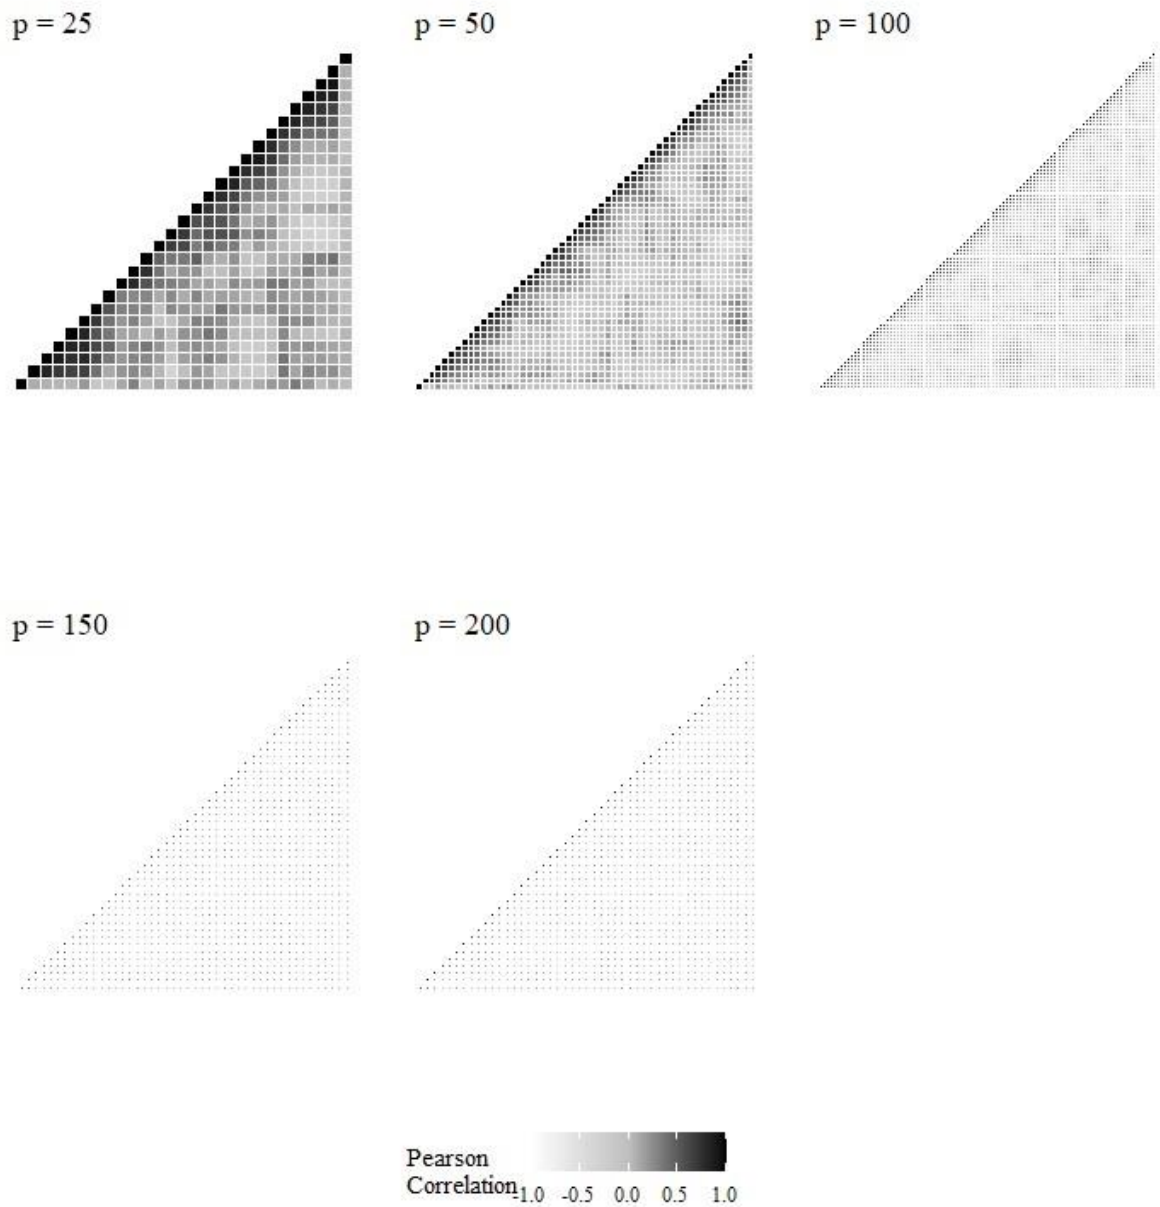 p = 25
p = 50
p = 100
p = 150
p = 200
Pearson
Correlation
-1.0 -0.5 0.0 0.5 1.0